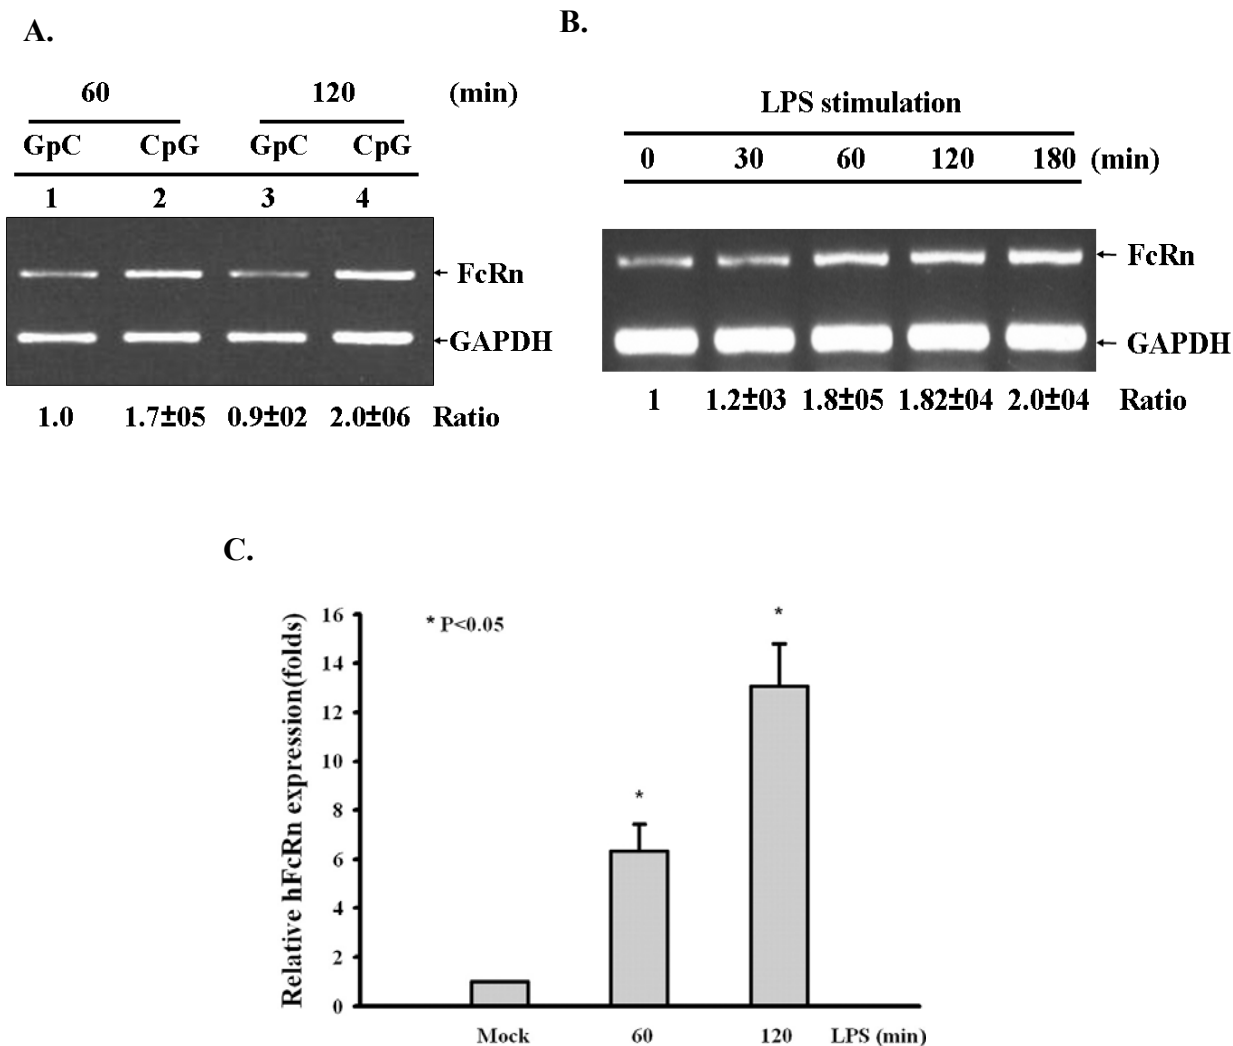 A.
60 120 (min)
GpC CpG GpC CpG
1 2 3 4
FcRn
GAPDH
1.0 1.7±05 0.9±02 2.0±06 Ratio
B.
LPS stimulation
0 30 60 120 180 (min)
FcRn
GAPDH
1 1.2±03 1.8±05 1.82±04 2.0±04 Ratio
C.
Relative hFcRn expression(folds)
16
14
12
10
8
6
4
2
0
* P<0.05
*
*
Mock 60 120 LPS (min)